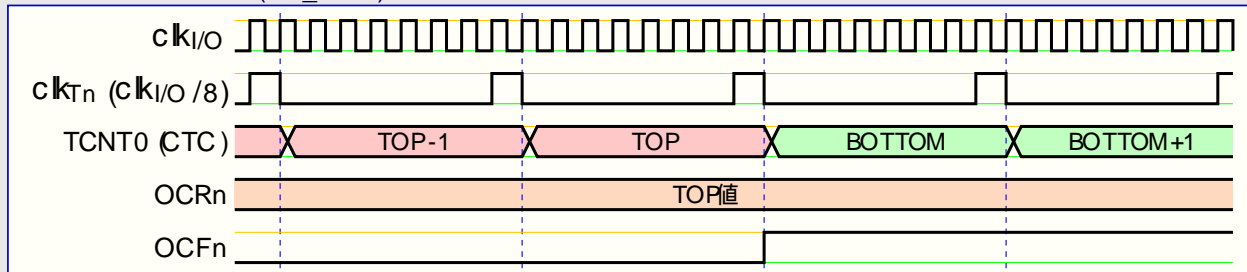 clkI/O
clkTn (clkI/O /8)
TCNT0 (CTC) TOP-1 TOP BOTTOM BOTTOM+1
OCRn TOP値
OCFn